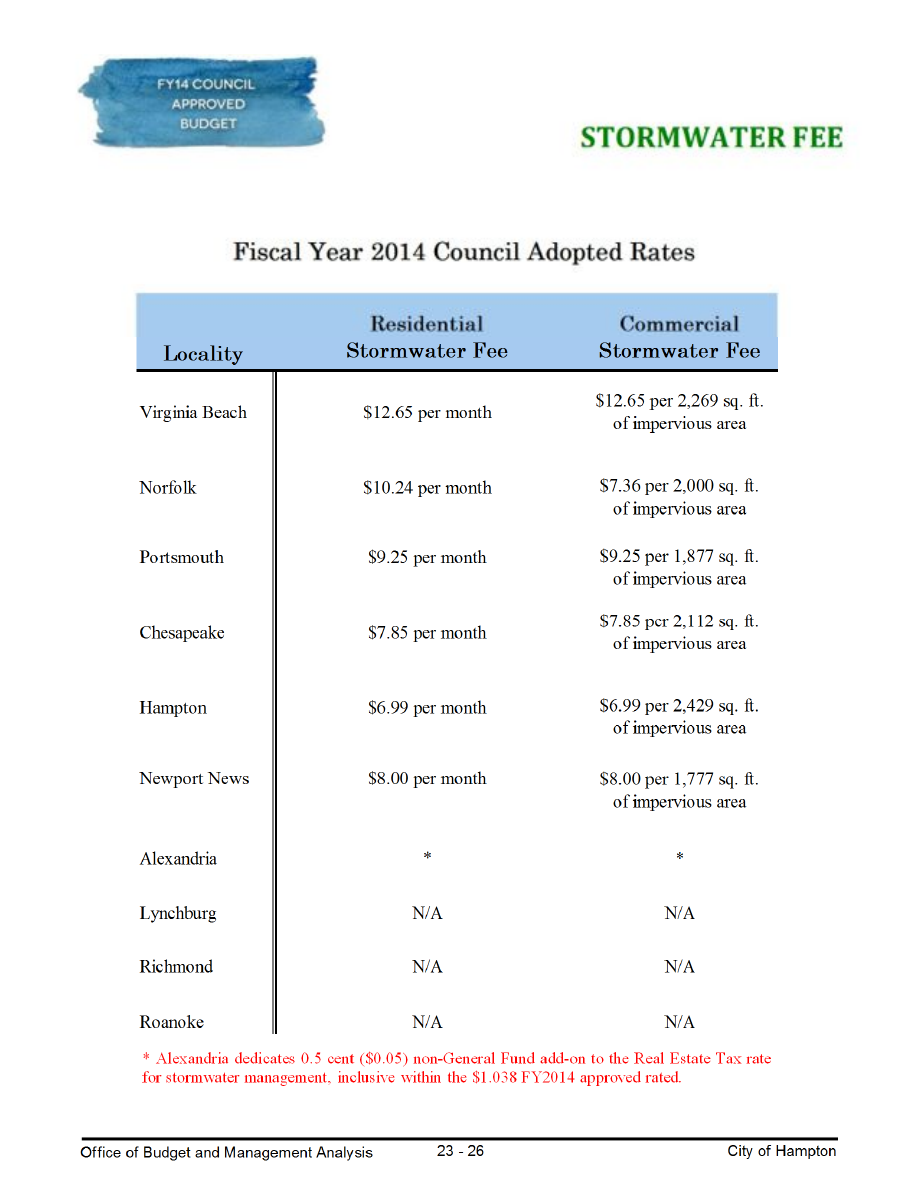 FY14 COUNCIL
APPROVED
BUDGET
STORMWATER FEE
Fiscal Year 2014 Council Adopted Rates
Locality Residential Stormwater Fee Commercial Stormwater Fee
Virginia Beach $12.65 per month $12.65 per 2,269 sq. ft.
of impervious area
Norfolk $10.24 per month $7.36 per 2,000 sq. ft.
of impervious area
Portsmouth $9.25 per month $9.25 per 1,877 sq. ft.
of impervious area
Chesapeake $7.85 per month $7.85 per 2,112 sq. ft.
of impervious area
Hampton $6.99 per month $6.99 per 2,429 sq. ft.
of impervious area
Newport News $8.00 per month $8.00 per 1,777 sq. ft.
of impervious area
Alexandria * *
Lynchburg N/A N/A
Richmond N/A N/A
Roanoke N/A N/A
* Alexandria dedicates 0.5 cent ($0.05) non-General Fund add-on to the Real Estate Tax rate
for stormwater management, inclusive within the $1.038 FY2014 approved rated.
Office of Budget and Management Analysis 23 - 26 City of Hampton